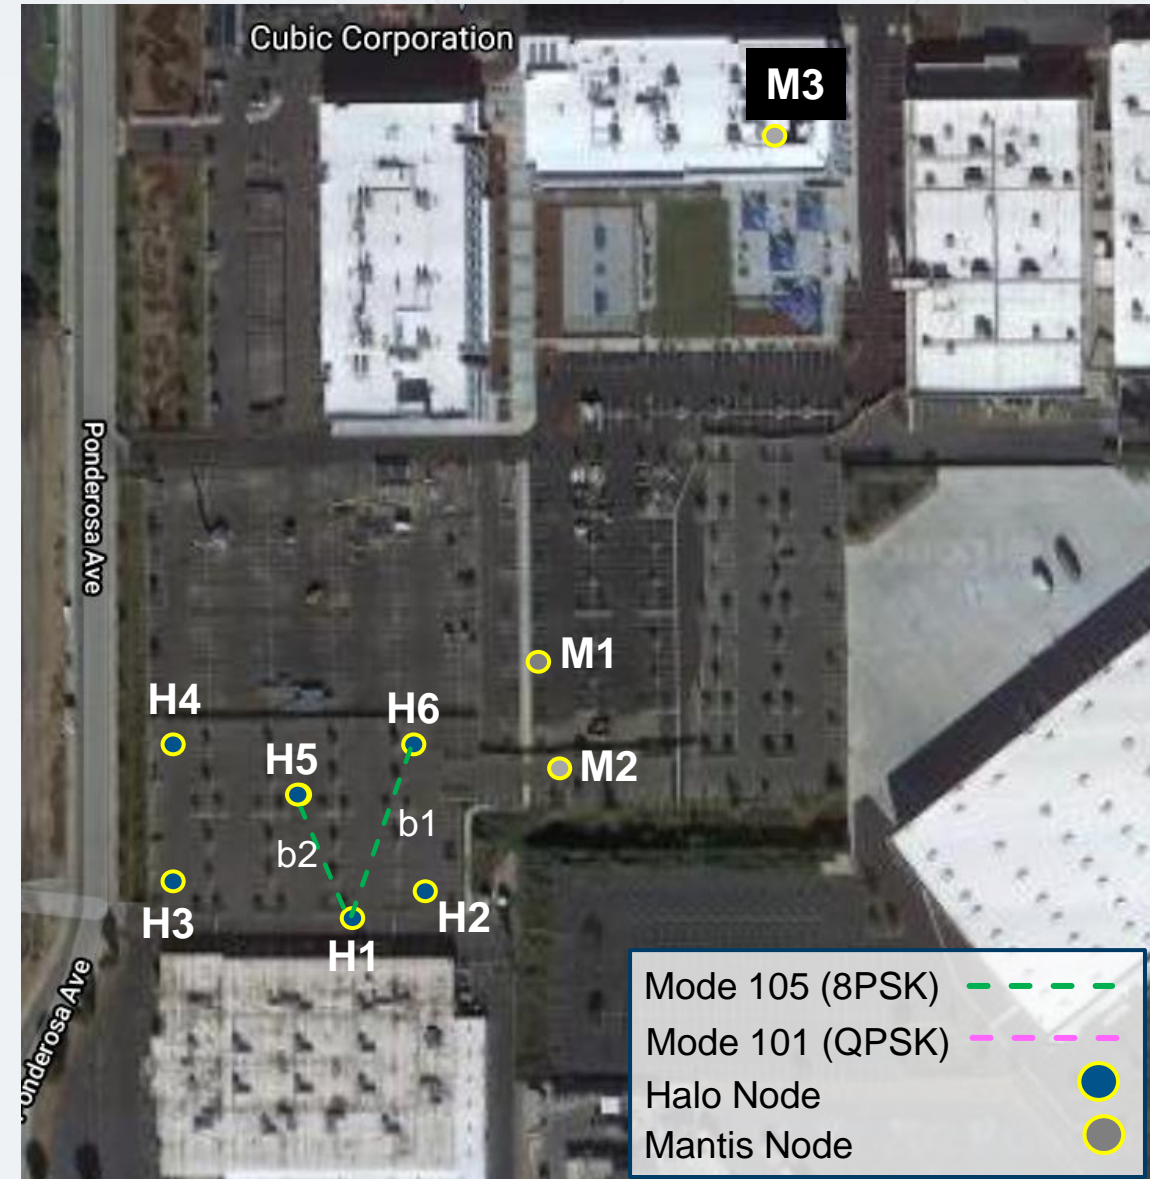 Cubic Corporation
M3
Ponderosa Ave
M1
H4
H6
H5
M2
b1
b2
H3
H2
H1
Ponderosa Ave
Mode 105 (8PSK)
Mode 101 (QPSK)
Halo Node
Mantis Node